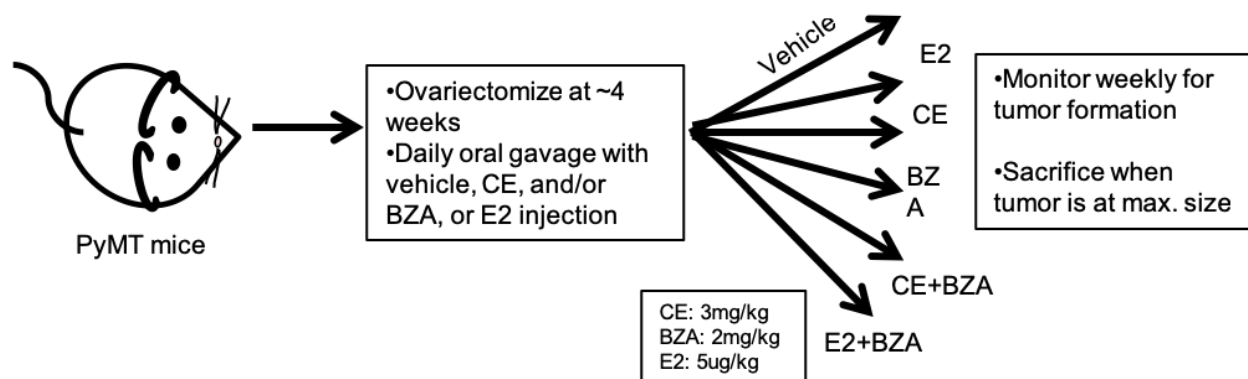 PyMT mice
•Ovariectomize at ~4
weeks
•Daily oral gavage with
vehicle, CE, and/or
BZA, or E2 injection
Vehicle
E2
CE
BZ
A
CE+BZA
E2+BZA
CE: 3mg/kg
BZA: 2mg/kg
E2: 5ug/kg
•Monitor weekly for
tumor formation
•Sacrifice when
tumor is at max. size